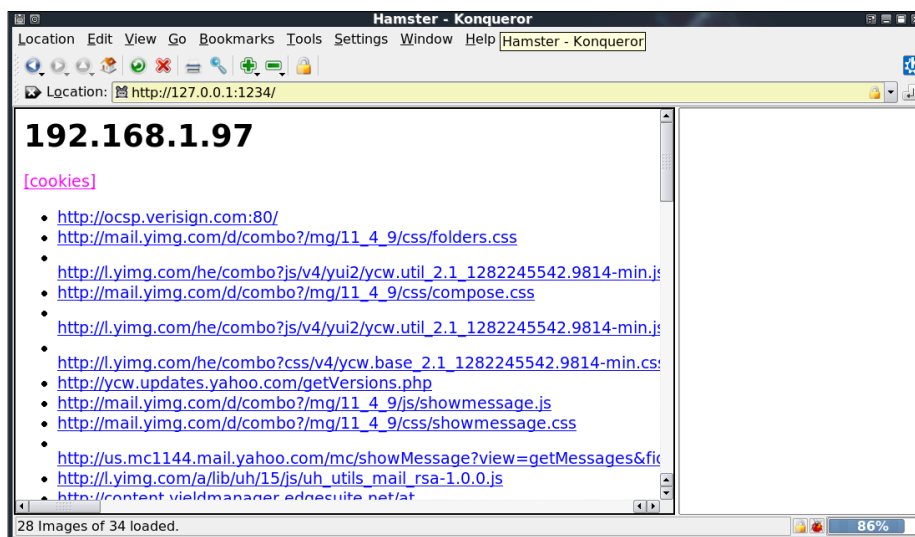 Hamster - Konqueror
Location Edit View Go Bookmarks Tools Settings Window Help Hamster - Konqueror
Location: http://127.0.0.1:1234/
192.168.1.97
[cookies]
http://ocsp.verisign.com:80/
http://mail.yimg.com/d/combo?/mg/11_4_9/css/folders.css
http://l.yimg.com/he/combo?js/v4/yui2/ycw.util_2.1_1282245542.9814-min.js
http://mail.yimg.com/d/combo?/mg/11_4_9/css/compose.css
http://l.yimg.com/he/combo?js/v4/yui2/ycw.util_2.1_1282245542.9814-min.js
http://l.yimg.com/he/combo?css/v4/ycw.base_2.1_1282245542.9814-min.css
http://ycw.updates.yahoo.com/getVersions.php
http://mail.yimg.com/d/combo?/mg/11_4_9/js/showmessage.js
http://mail.yimg.com/d/combo?/mg/11_4_9/css/showmessage.css
http://us.mc1144.mail.yahoo.com/mc/showMessage?view=getMessages&fid
http://l.yimg.com/a/lib/uh/15/js/uh_utils_mail_rsa-1.0.0.js
http://content.yieldmanager.edgesuite.net/at
28 Images of 34 loaded.
86%